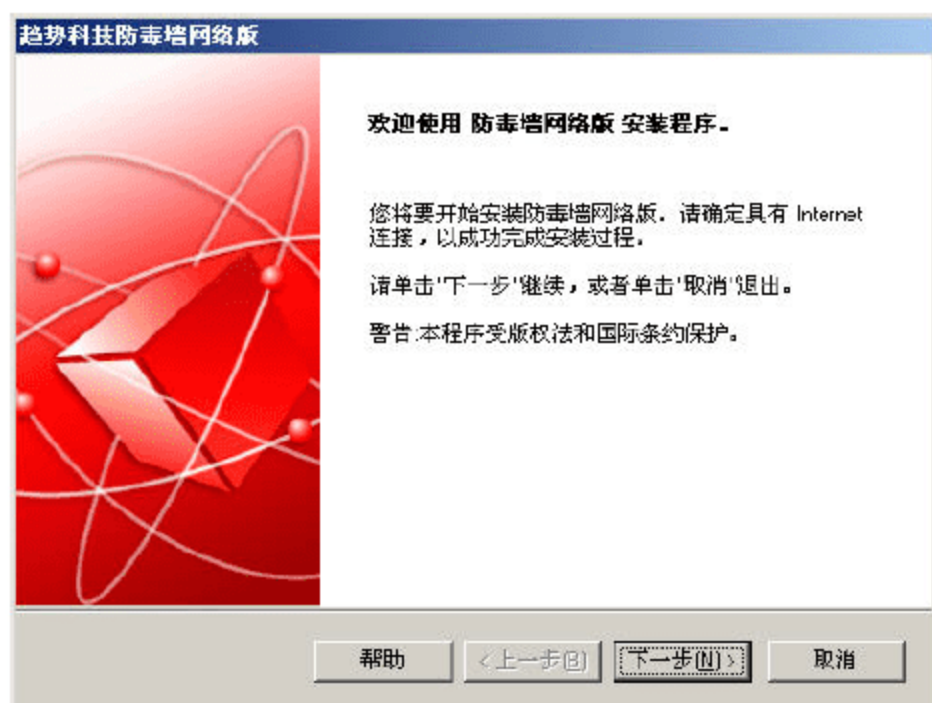 趋势科技防毒墙网络版
欢迎使用 防毒墙网络版 安装程序。
您将要开始安装防毒墙网络版。请确定具有 Internet
连接，以成功完成安装过程。
请单击"下一步"继续，或者单击"取消"退出。
警告:本程序受版权法和国际条约保护。
帮助
<上一步(B)
下一步(N)>
取消